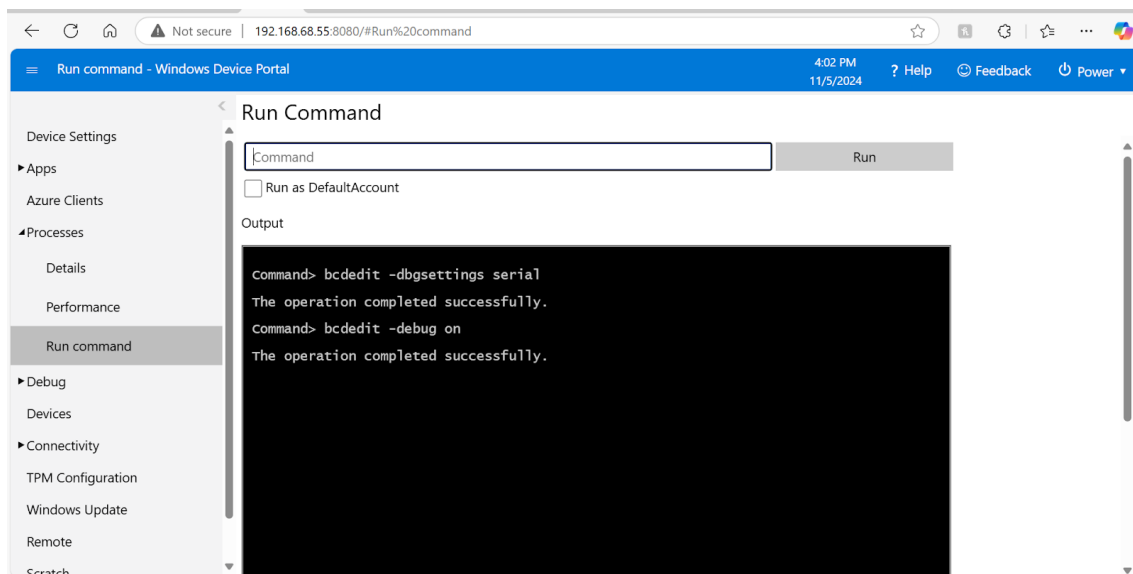 Not secure | 192.168.68.55:8080/#Run%20command
Run command - Windows Device Portal
4:02 PM
11/5/2024
? Help
Feedback
Power
Run Command
Device Settings
Apps
Azure Clients
Processes
Details
Performance
Run command
Debug
Devices
Connectivity
TPM Configuration
Windows Update
Remote
Scratch
Command
Run
Run as DefaultAccount
Output
Command> bcdedit -dbgsettings serial
The operation completed successfully.
Command> bcdedit -debug on
The operation completed successfully.